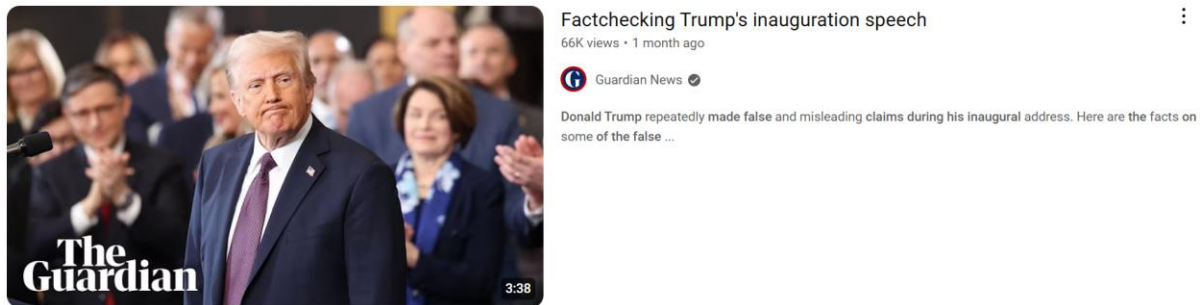 The
Guardian
3:38
Factchecking Trump's inauguration speech
66K views • 1 month ago
G
Guardian News
Donald Trump repeatedly made false and misleading claims during his inaugural address. Here are the facts on
some of the false ...